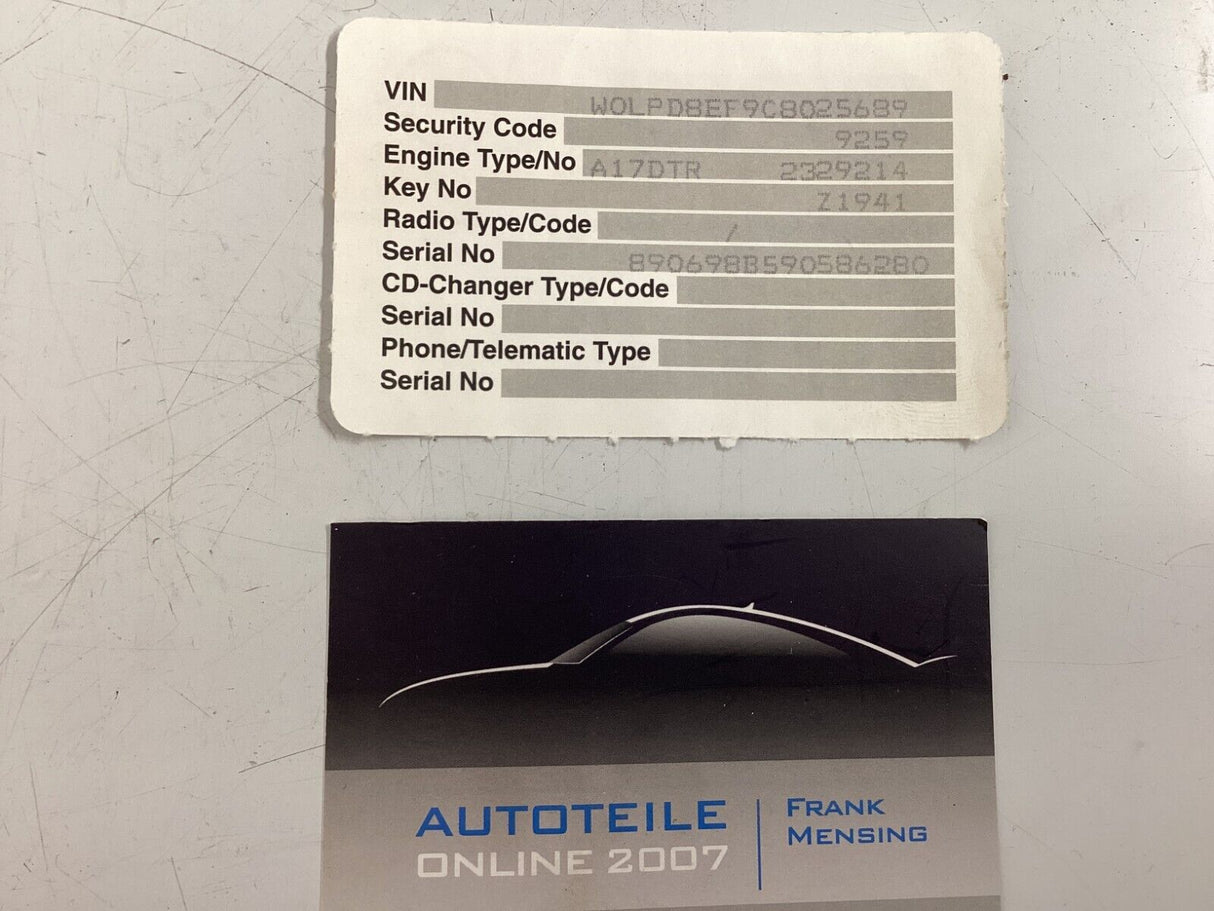 VIN W0LPD8EF9C8025689
Security Code 9259
Engine Type/No A17DTR 2329214
Key No Z1941
Radio Type/Code /
Serial No 890698B590586280
CD-Changer Type/Code
Serial No
Phone/Telematic Type
Serial No
AUTOTEILE
ONLINE 2007
FRANK
MENSING